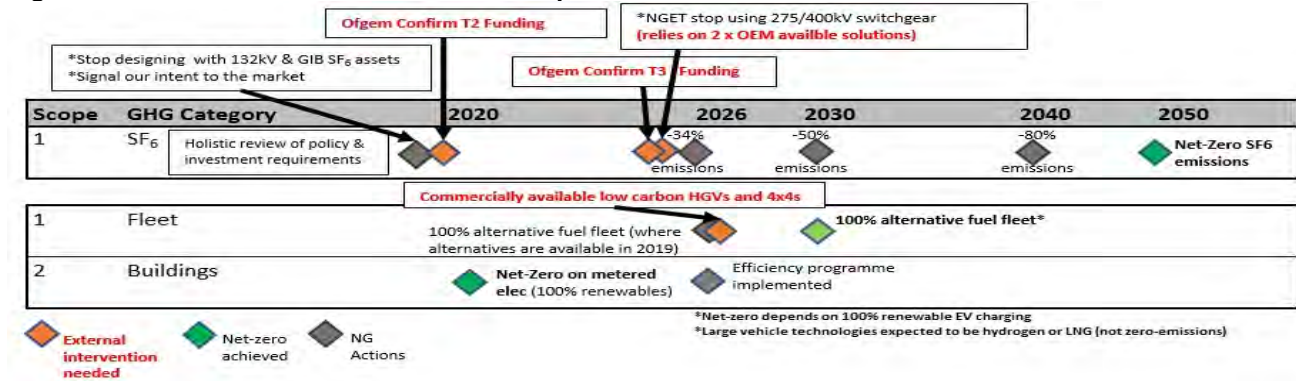 Ofgem Confirm T2 Funding
*NGET stop using 275/400kV switchgear
(relies on 2 x OEM availble solutions)
*Stop designing with 132kV & GIB SF6 assets
*Signal our intent to the market
Ofgem Confirm T3 Funding
Scope GHG Category 2020 2026 2030 2040 2050
1 SF6
Holistic review of policy &
investment requirements
-34%
emissions
-50%
emissions
-80%
emissions
Net-Zero SF6
emissions
Commercially available low carbon HGVs and 4x4s
1 Fleet
100% alternative fuel fleet (where
alternatives are available in 2019)
100% alternative fuel fleet*
2 Buildings
Net-Zero on metered
elec (100% renewables)
Efficiency programme
implemented
*Net-zero depends on 100% renewable EV charging
*Large vehicle technologies expected to be hydrogen or LNG (not zero-emissions)
External
intervention
needed
Net-zero
achieved
NG
Actions